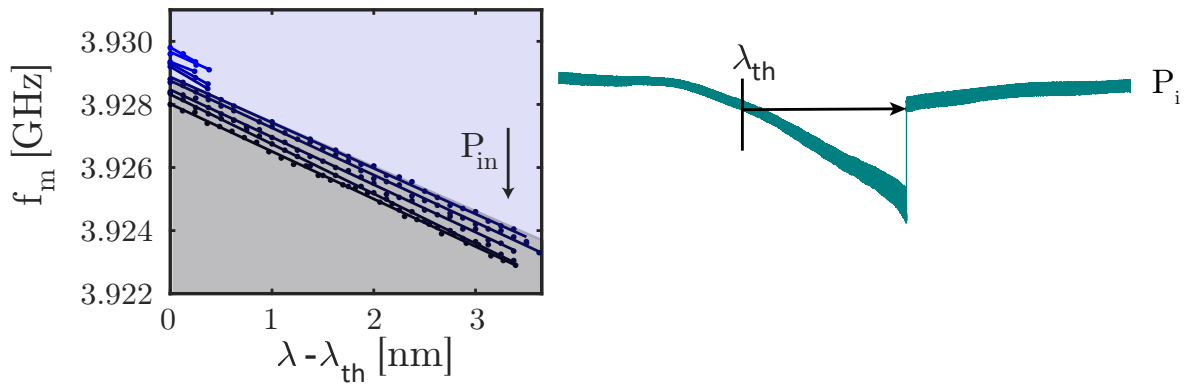 f_m [GHz]
3.930
3.928
3.926
3.924
3.922
P_in
0 1 2 3
λ - λ_th [nm]
λ_th
P_i